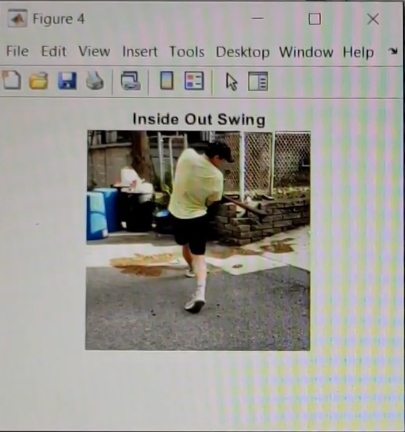 Figure 4
File Edit View Insert Tools Desktop Window Help
Inside Out Swing